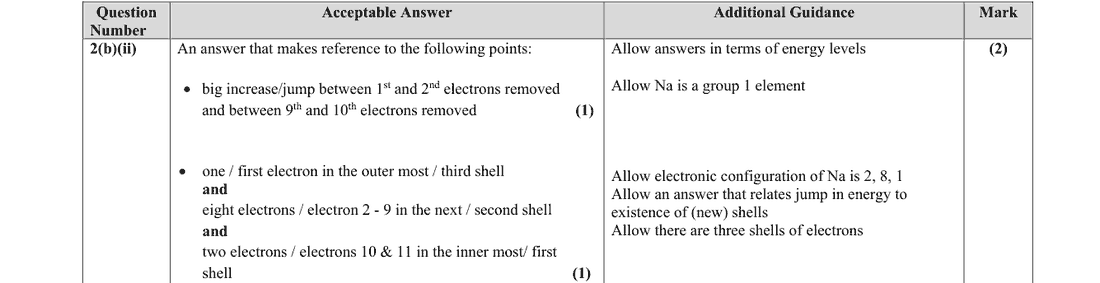 Question Number	Acceptable Answer	Additional Guidance	Mark
2(b)(ii)	An answer that makes reference to the following points:	Allow answers in terms of energy levels	(2)
• big increase/jump between 1st and 2nd electrons removed	Allow Na is a group 1 element
and between 9th and 10th electrons removed (1)
• one / first electron in the outer most / third shell	Allow electronic configuration of Na is 2, 8, 1
and	Allow an answer that relates jump in energy to
eight electrons / electron 2 - 9 in the next / second shell	existence of (new) shells
and	Allow there are three shells of electrons
two electrons / electrons 10 & 11 in the inner most/ first
shell (1)